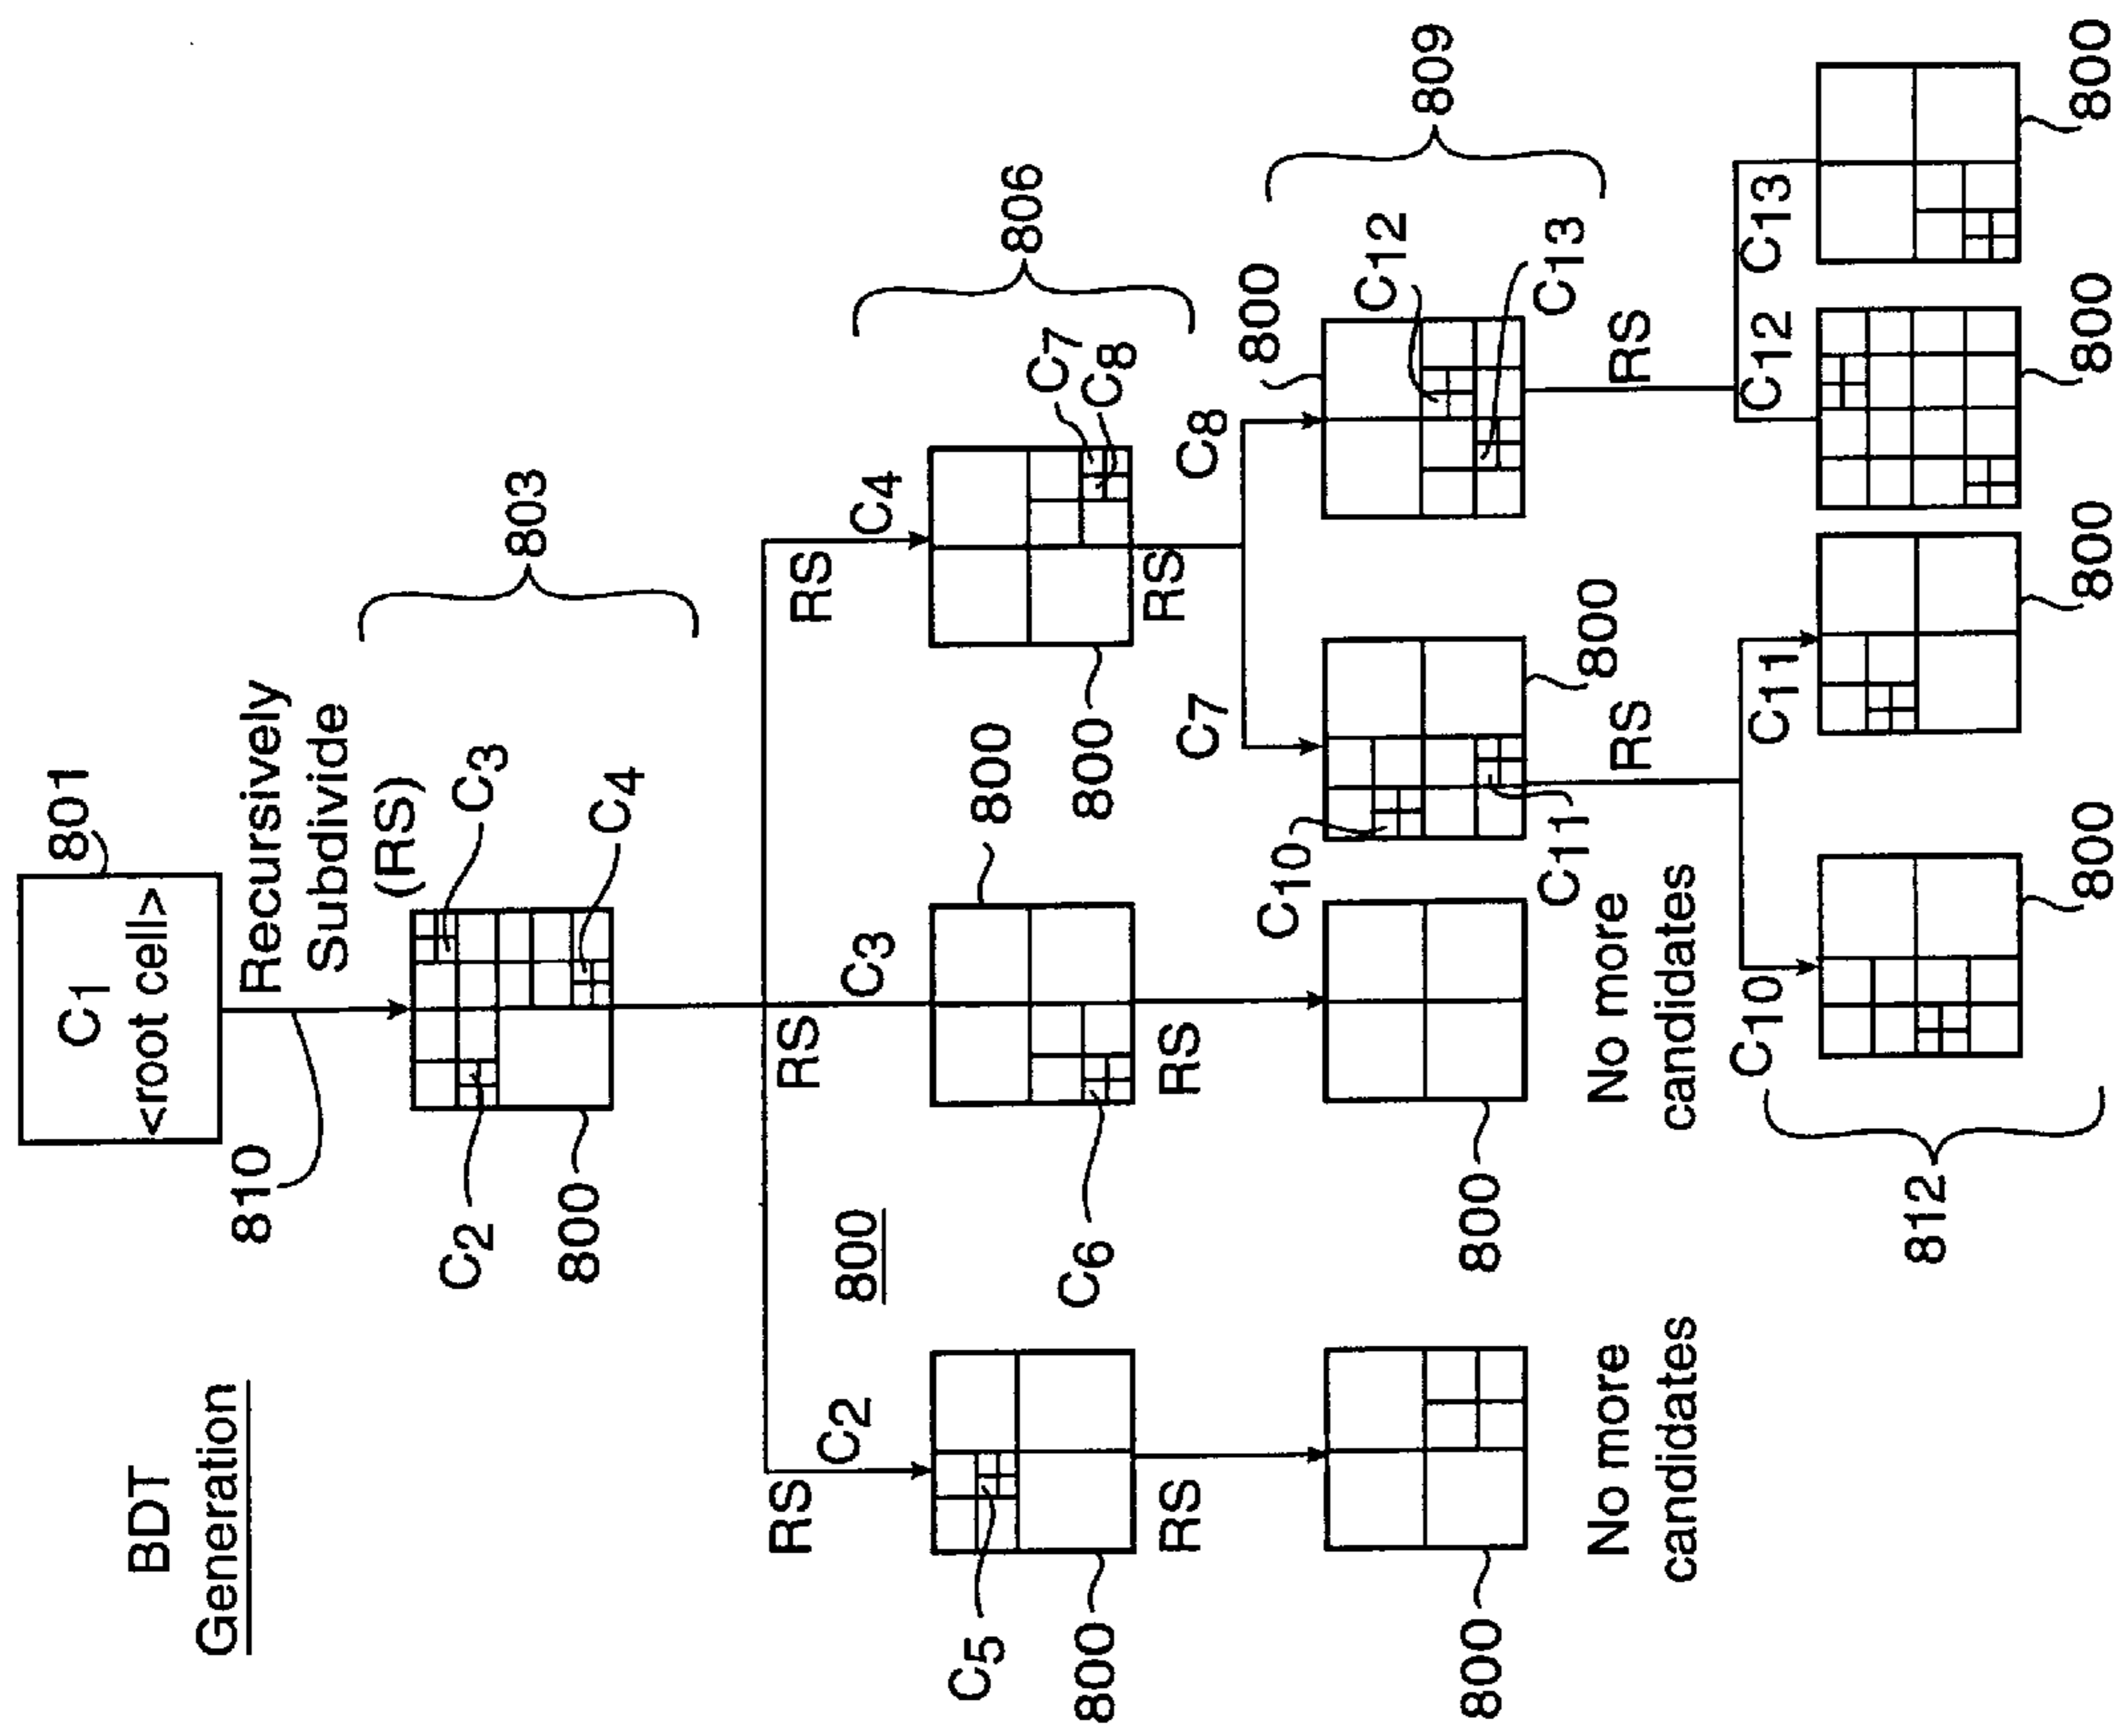 BDT
Generation
C1
<root cell>
801
810
Recursively
Subdivide
(RS)
C2
C3
C4
800
803
RS
C2
RS
C3
RS
C4
800
C5
800
C6
800
800
C7
C8
806
RS
RS
RS
C7
C8
800
No more
candidates
800
No more
candidates
C10
C11
800
800
C12
C13
809
RS
RS
C10
C11
C12
C13
812
800
800
800
800